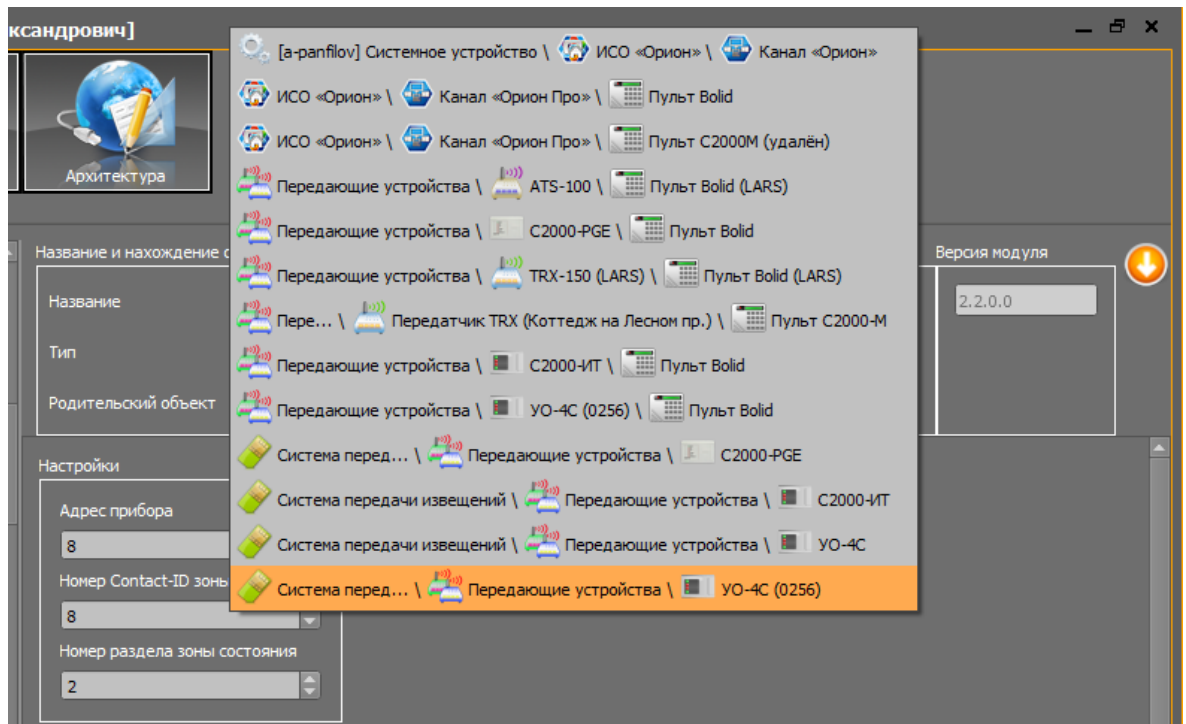 ксандрович]
[a-panfilov] Системное устройство \ ИСО «Орион» \ Канал «Орион»
ИСО «Орион» \ Канал «Орион Про» \ Пульт Bolid
ИСО «Орион» \ Канал «Орион Про» \ Пульт С2000М (удалён)
Передающие устройства \ ATS-100 \ Пульт Bolid (LARS)
Передающие устройства \ С2000-PGE \ Пульт Bolid
Передающие устройства \ TRX-150 (LARS) \ Пульт Bolid (LARS)
Пере... \ Передатчик TRX (Коттедж на Лесном пр.) \ Пульт С2000-М
Передающие устройства \ С2000-ИТ \ Пульт Bolid
Передающие устройства \ УО-4С (0256) \ Пульт Bolid
Система перед... \ Передающие устройства \ С2000-PGE
Система передачи извещений \ Передающие устройства \ С2000-ИТ
Система передачи извещений \ Передающие устройства \ УО-4С
Система перед... \ Передающие устройства \ УО-4С (0256)
Архитектура
Название и нахождение с
Версия модуля
Название
2.2.0.0
Тип
Родительский объект
Настройки
Адрес прибора
8
Номер Contact-ID зоны
8
Номер раздела зоны состояния
2